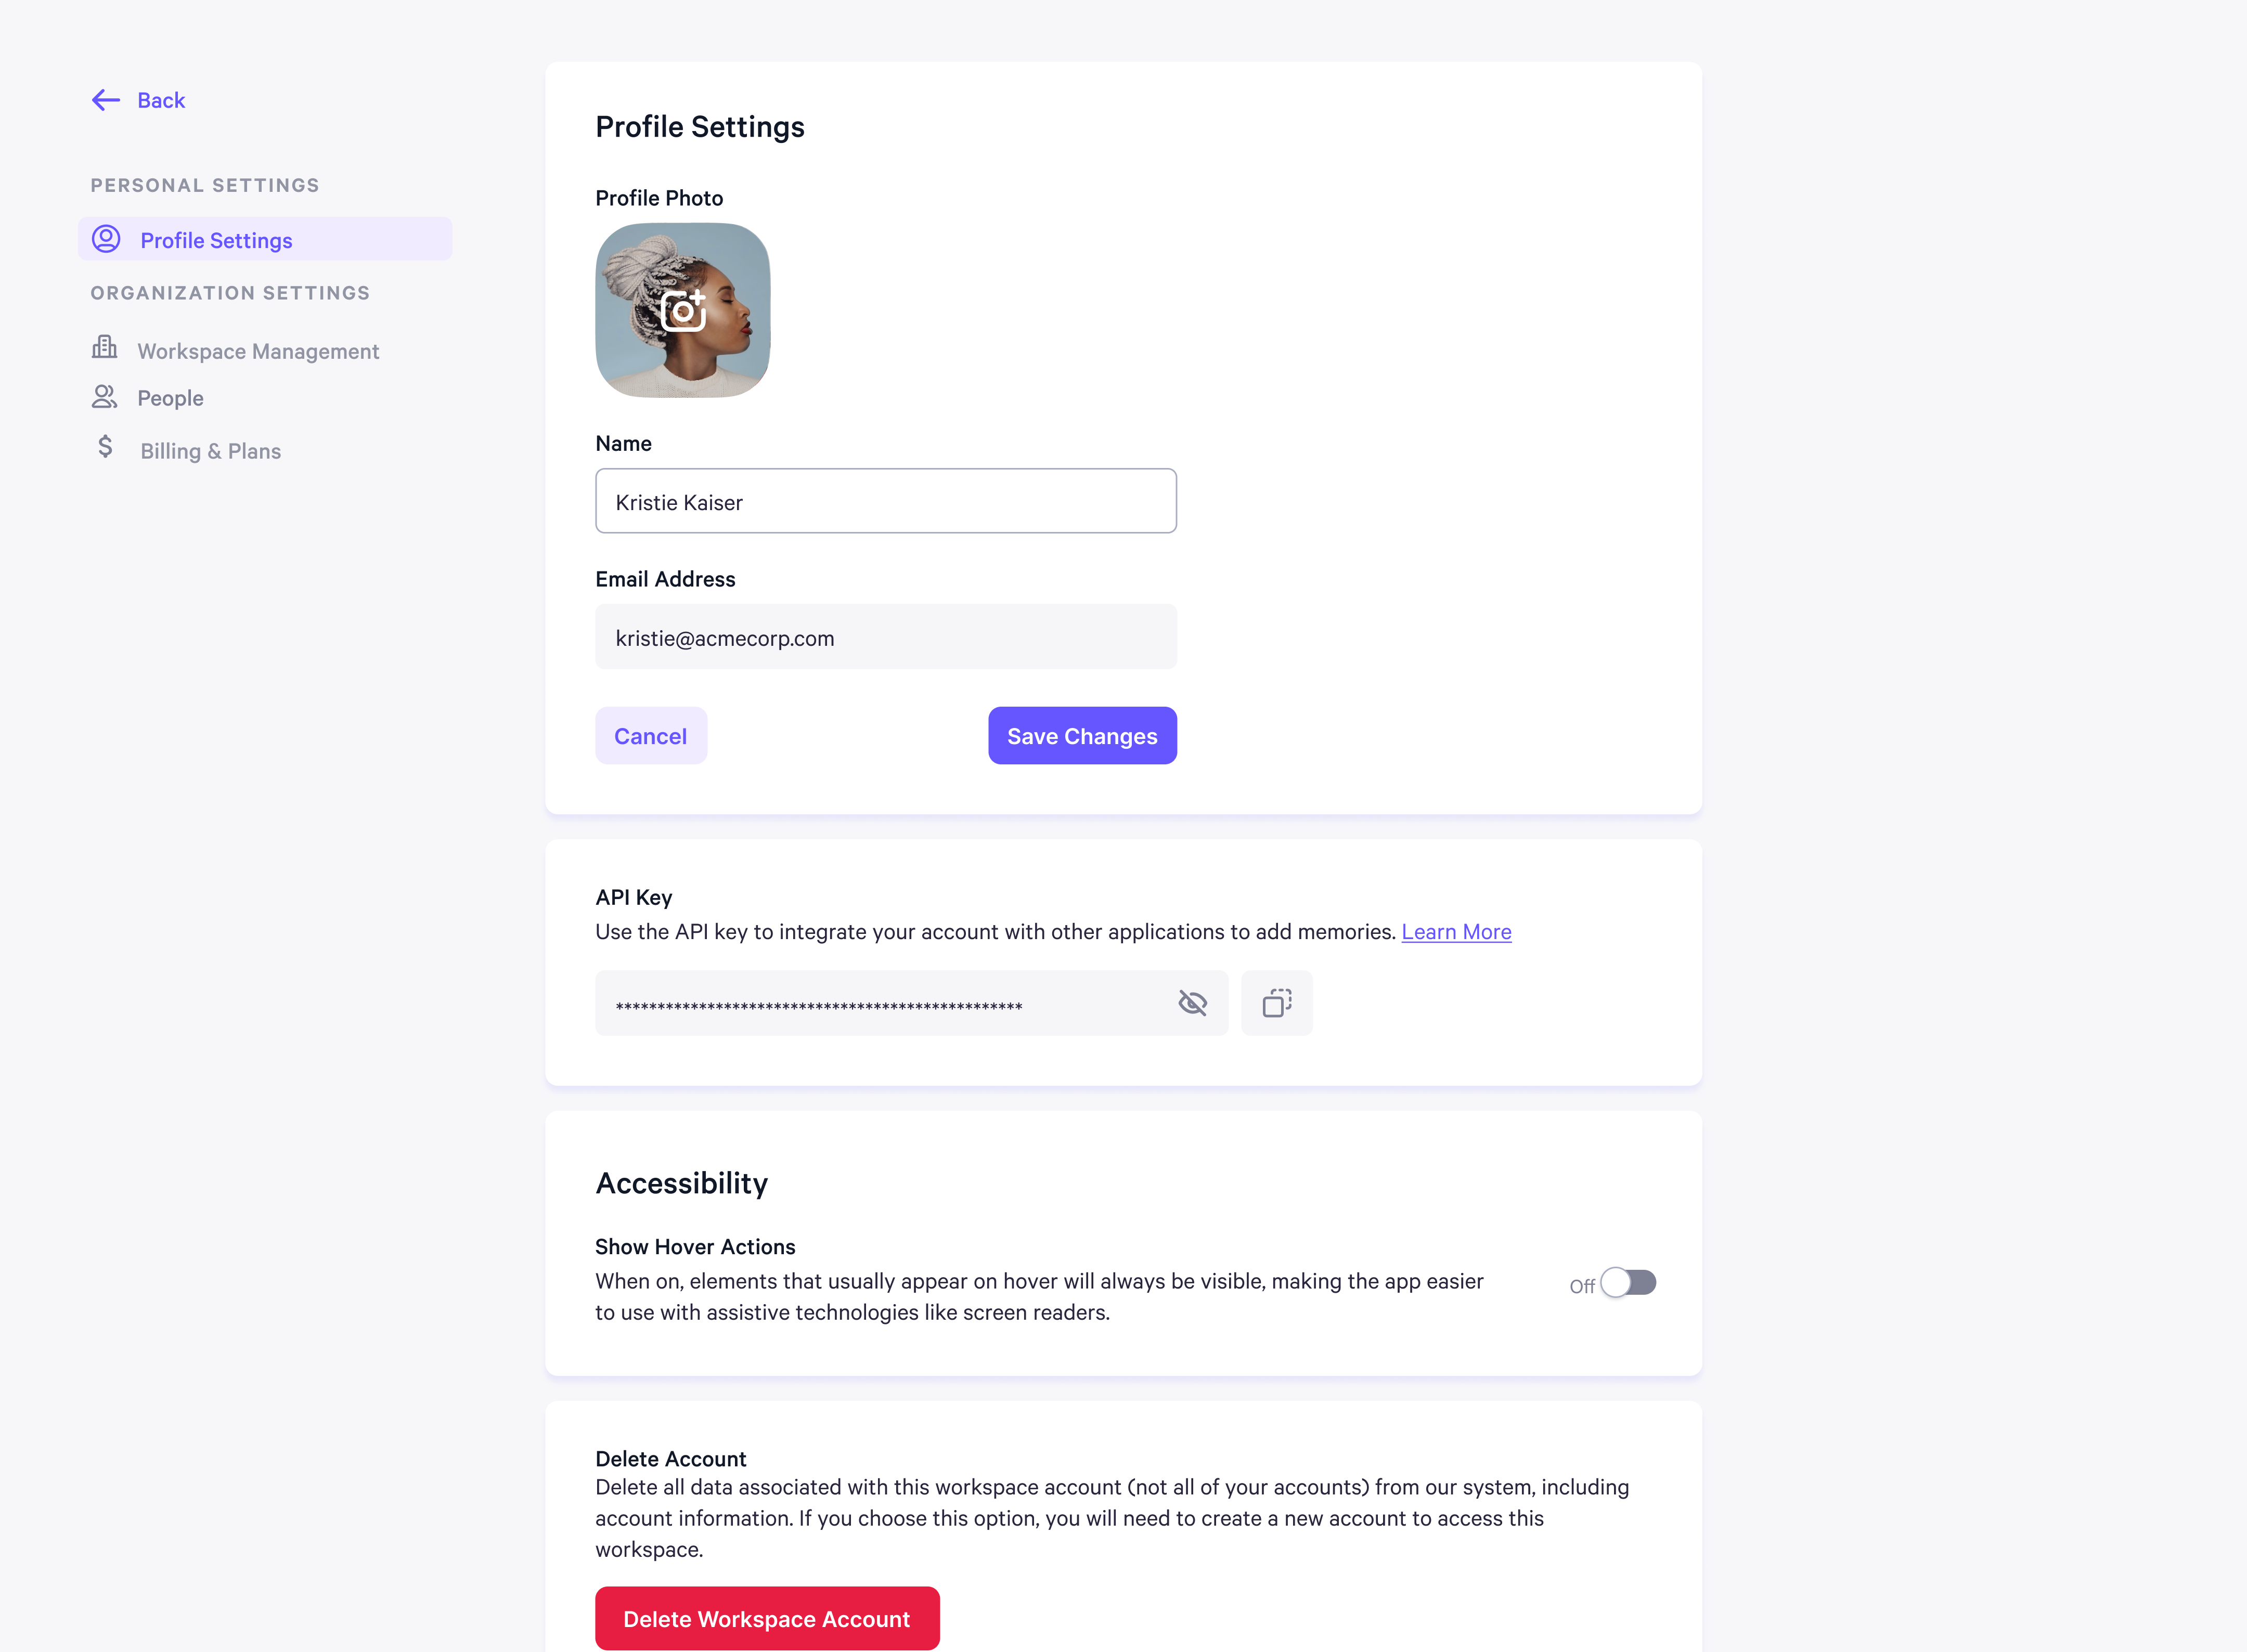 Back
PERSONAL SETTINGS
Profile Settings
ORGANIZATION SETTINGS
Workspace Management
People
Billing & Plans
Profile Settings
Profile Photo
Name
Kristie Kaiser
Email Address
kristie@acmecorp.com
Cancel
Save Changes
API Key
Use the API key to integrate your account with other applications to add memories. Learn More
*************************************************
Accessibility
Show Hover Actions
When on, elements that usually appear on hover will always be visible, making the app easier
to use with assistive technologies like screen readers.
Off
Delete Account
Delete all data associated with this workspace account (not all of your accounts) from our system, including
account information. If you choose this option, you will need to create a new account to access this
workspace.
Delete Workspace Account